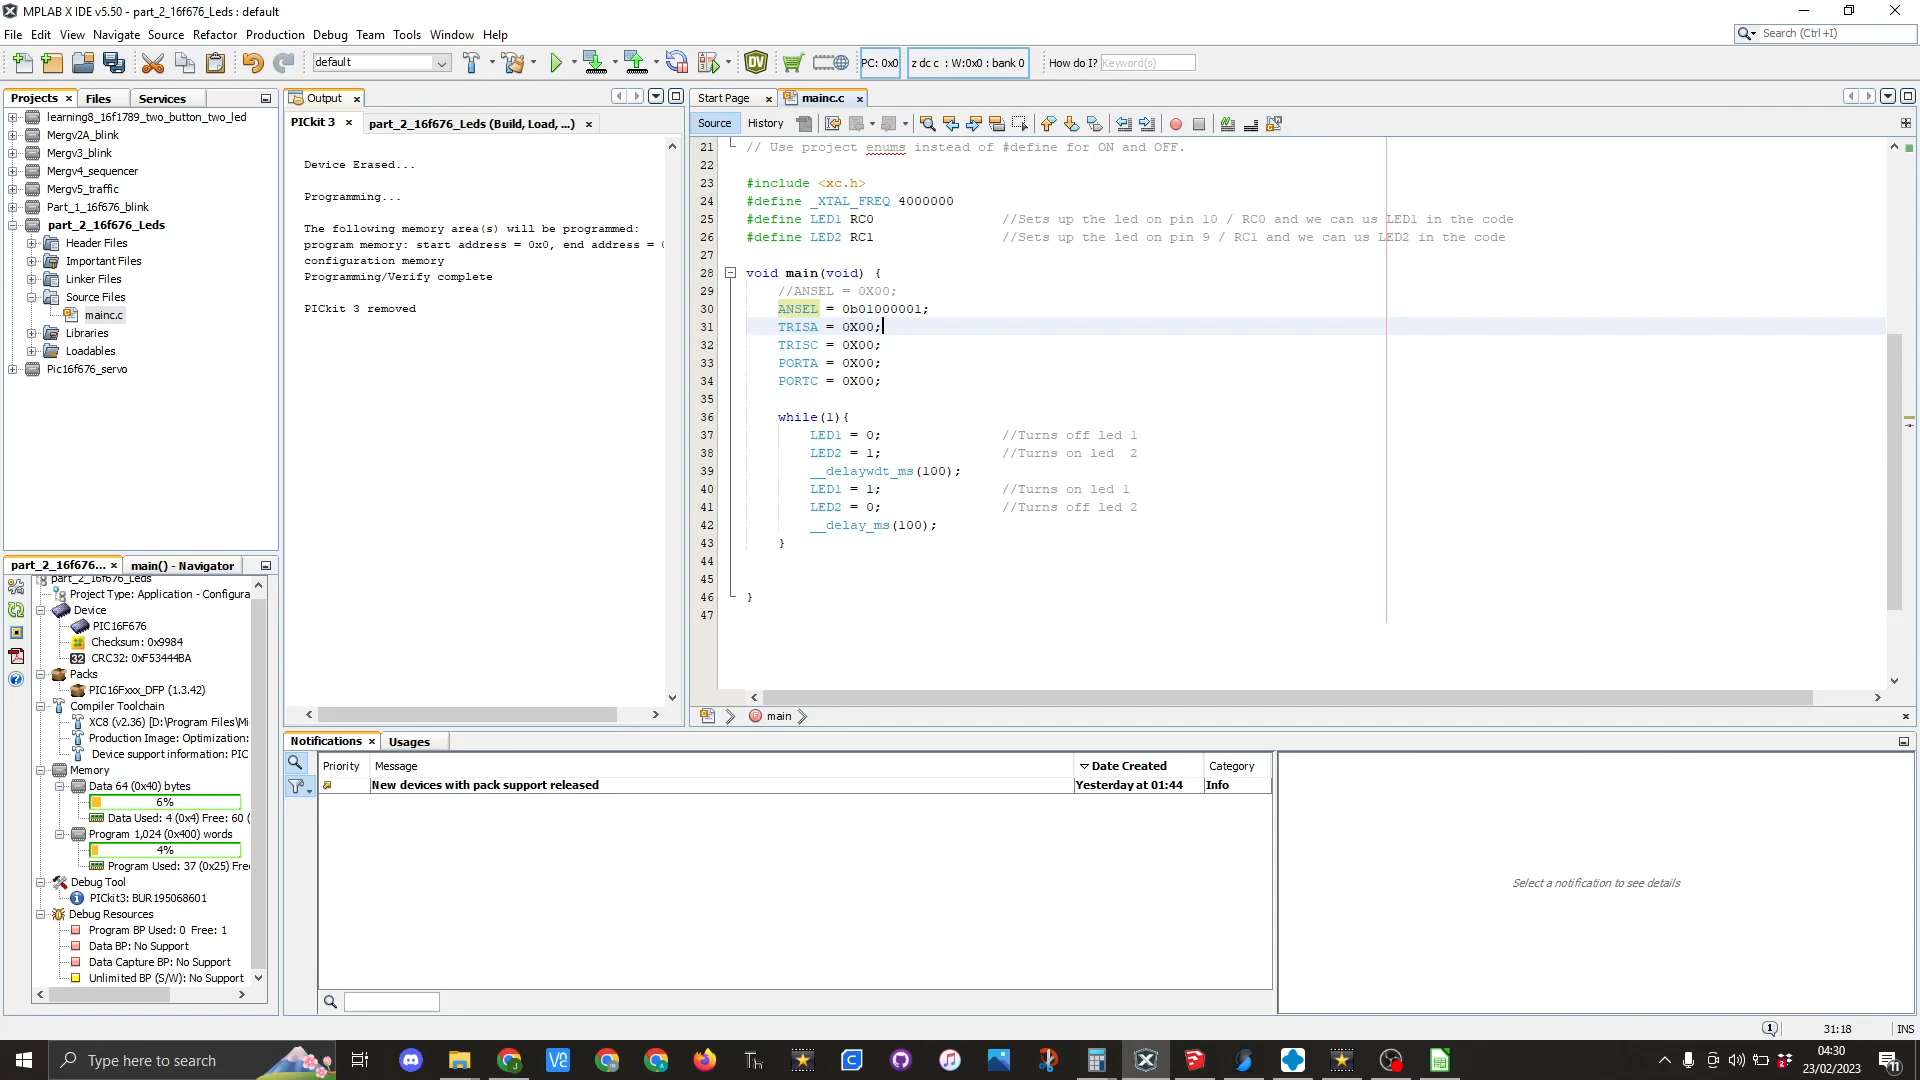 MPLAB X IDE v5.50 - part_2_16f676_Leds : default
File Edit View Navigate Source Refactor Production Debug Team Tools Window Help
Search (Ctrl+I)
default
PC: 0x0
z dc c : W:0x0 : bank 0
How do I? Keyword(s)
Projects Files Services
learning8_16f1789_two_button_two_led
Mergv2A_blink
Mergv3_blink
Mergv4_sequencer
Mergv5_traffic
Part_1_16f676_blink
part_2_16f676_Leds
Header Files
Important Files
Linker Files
Source Files
mainc.c
Libraries
Loadables
Pic16f676_servo
Output
PICkit 3 part_2_16f676_Leds (Build, Load, ...)
Device Erased...
Programming...
The following memory area(s) will be programmed:
program memory: start address = 0x0, end address = 
configuration memory
Programming/Verify complete
PICkit 3 removed
Start Page mainc.c
Source History
21 // Use project enums instead of #define for ON and OFF.
22
23 #include <xc.h>
24 #define _XTAL_FREQ 4000000
25 #define LED1 RC0 //Sets up the led on pin 10 / RC0 and we can us LED1 in the code
26 #define LED2 RC1 //Sets up the led on pin 9 / RC1 and we can us LED2 in the code
27
28 void main(void) {
29 //ANSEL = 0X00;
30 ANSEL = 0b01000001;
31 TRISA = 0X00;
32 TRISC = 0X00;
33 PORTA = 0X00;
34 PORTC = 0X00;
35
36 while(1){
37 LED1 = 0; //Turns off led 1
38 LED2 = 1; //Turns on led  2
39 __delaywdt_ms(100);
40 LED1 = 1; //Turns on led 1
41 LED2 = 0; //Turns off led 2
42 __delay_ms(100);
43 }
44
45
46 }
47
main
part_2_16f676... main() - Navigator
part_2_16f676_Leds
Project Type: Application - Configura
Device
PIC16F676
Checksum: 0x9984
CRC32: 0xF53444BA
Packs
PIC16Fxxx_DFP (1.3.42)
Compiler Toolchain
XC8 (v2.36) [D:\Program Files\Mi
Production Image: Optimization:
Device support information: PIC
Memory
Data 64 (0x40) bytes
6%
Data Used: 4 (0x4) Free: 60 (
Program 1,024 (0x400) words
4%
Program Used: 37 (0x25) Fre
Debug Tool
PICkit3: BUR195068601
Debug Resources
Program BP Used: 0 Free: 1
Data BP: No Support
Data Capture BP: No Support
Unlimited BP (S/W): No Support
Notifications Usages
Priority Message Date Created Category
New devices with pack support released Yesterday at 01:44 Info
Select a notification to see details
1 31:18 INS
Type here to search
04:30
23/02/2023
11